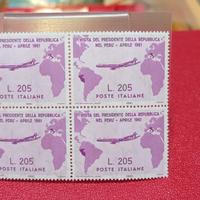 VISITA DEL PRESIDENTE DELLA REPUBBLICA
NEL PERU' - APRILE 1961
L. 205
POSTE ITALIANE
VISITA DEL PRESIDENTE DELLA REPUBBLICA
NEL PERU' - APRILE 1961
L. 205
POSTE ITALIANE
VISITA DEL PRESIDENTE DELLA REPUBBLICA
NEL PERU' - APRILE 1961
L. 205
POSTE ITALIANE
VISITA DEL PRESIDENTE DELLA REPUBBLICA
NEL PERU' - APRILE 1961
L. 205
POSTE ITALIANE